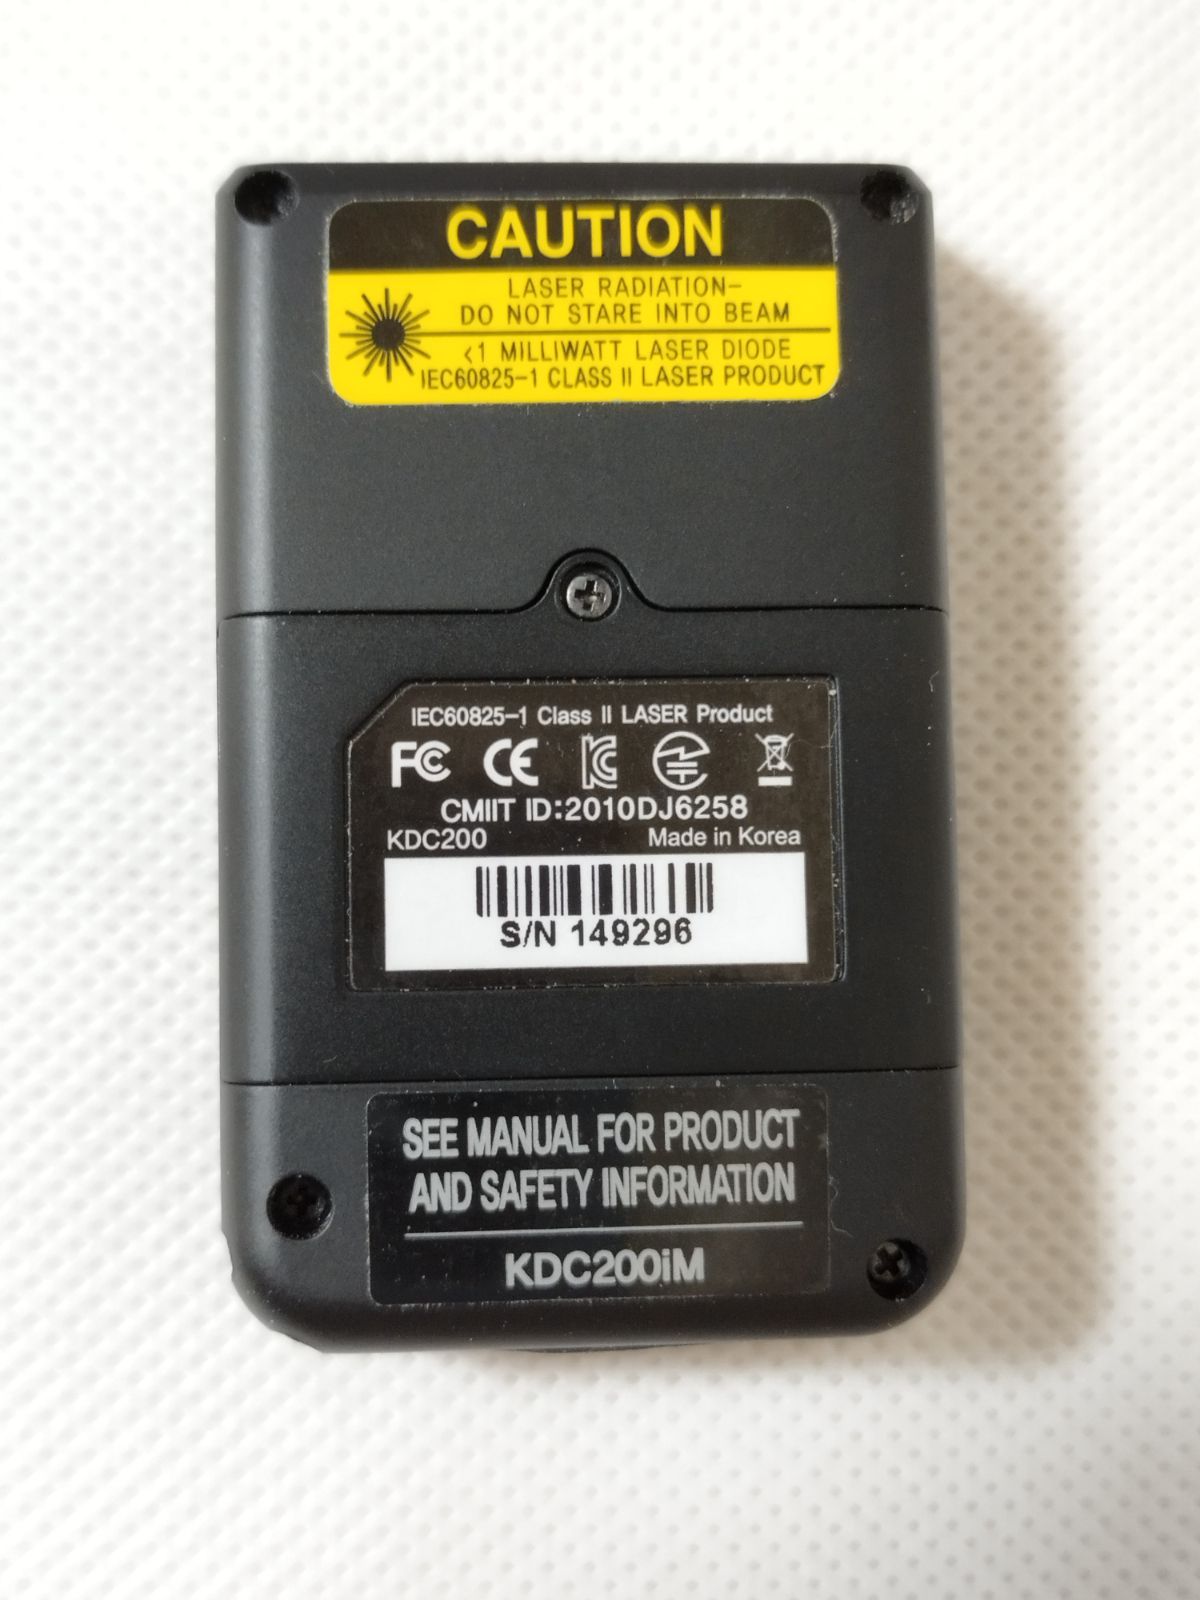 CAUTION
LASER RADIATION-
DO NOT STARE INTO BEAM
<1 MILLIWATT LASER DIODE
IEC60825-1 CLASS II LASER PRODUCT
IEC60825-1 Class II LASER Product
FC CE
CMIIT ID:2010DJ6258
KDC200 Made in Korea
S/N 149296
SEE MANUAL FOR PRODUCT
AND SAFETY INFORMATION
KDC200iM